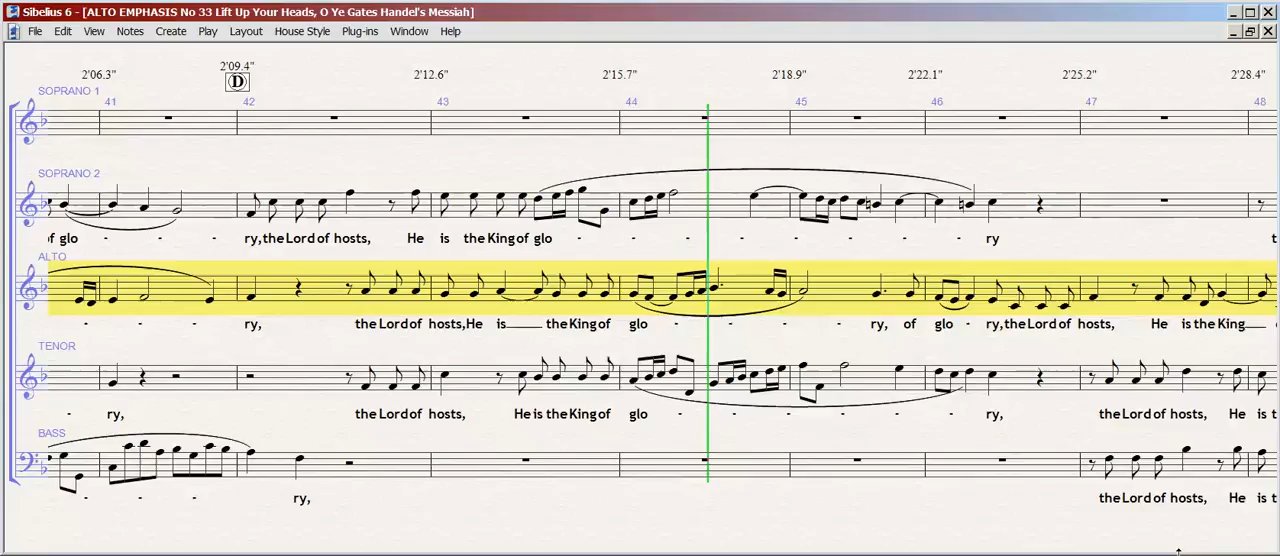 Sibelius 6 - [ALTO EMPHASIS No 33 Lift Up Your Heads, O Ye Gates Handel's Messiah]
File Edit View Notes Create Play Layout House Style Plug-ins Window Help
2'06.3" 2'09.4" 2'12.6" 2'15.7" 2'18.9" 2'22.1" 2'25.2" 2'28.4"
D
SOPRANO 1
41 42 43 44 45 46 47 48
SOPRANO 2
of glo - - - - ry,the Lord of hosts, He is the King of glo - - - - - - - ry t
ALTO
- - - ry, the Lord of hosts,He is____ the King of glo - - - - ry, of glo - ry,the Lord of hosts, He is the King___
TENOR
- ry, the Lord of hosts, He is the King of glo - - - - - - ry, the Lord of hosts, He is t
BASS
- - - ry, the Lord of hosts, He is t